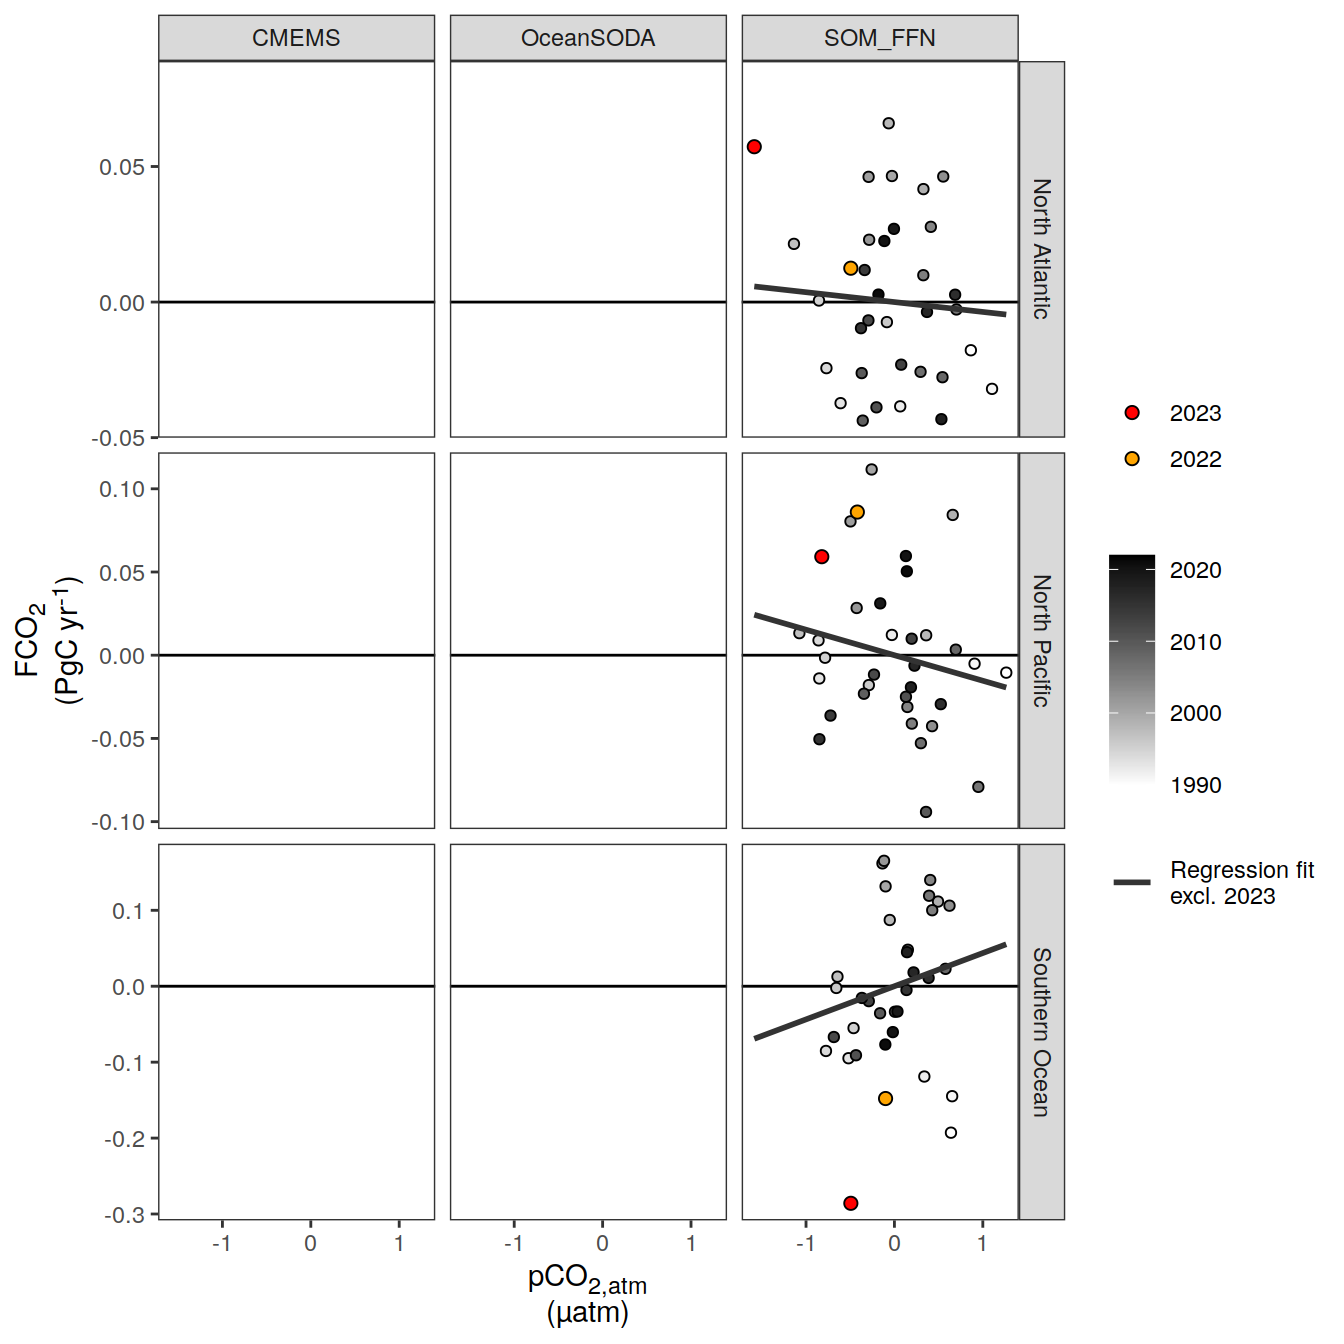 CMEMS
OceanSODA
SOM_FFN
0.05
0.00
-0.05
North Atlantic
0.10
0.05
0.00
-0.05
-0.10
North Pacific
0.1
0.0
-0.1
-0.2
-0.3
Southern Ocean
-1 0 1
-1 0 1
-1 0 1
FCO₂
(PgC yr⁻¹)
pCO₂,ₐₜₘ
(µatm)
2023
2022
2020
2010
2000
1990
Regression fit
excl. 2023